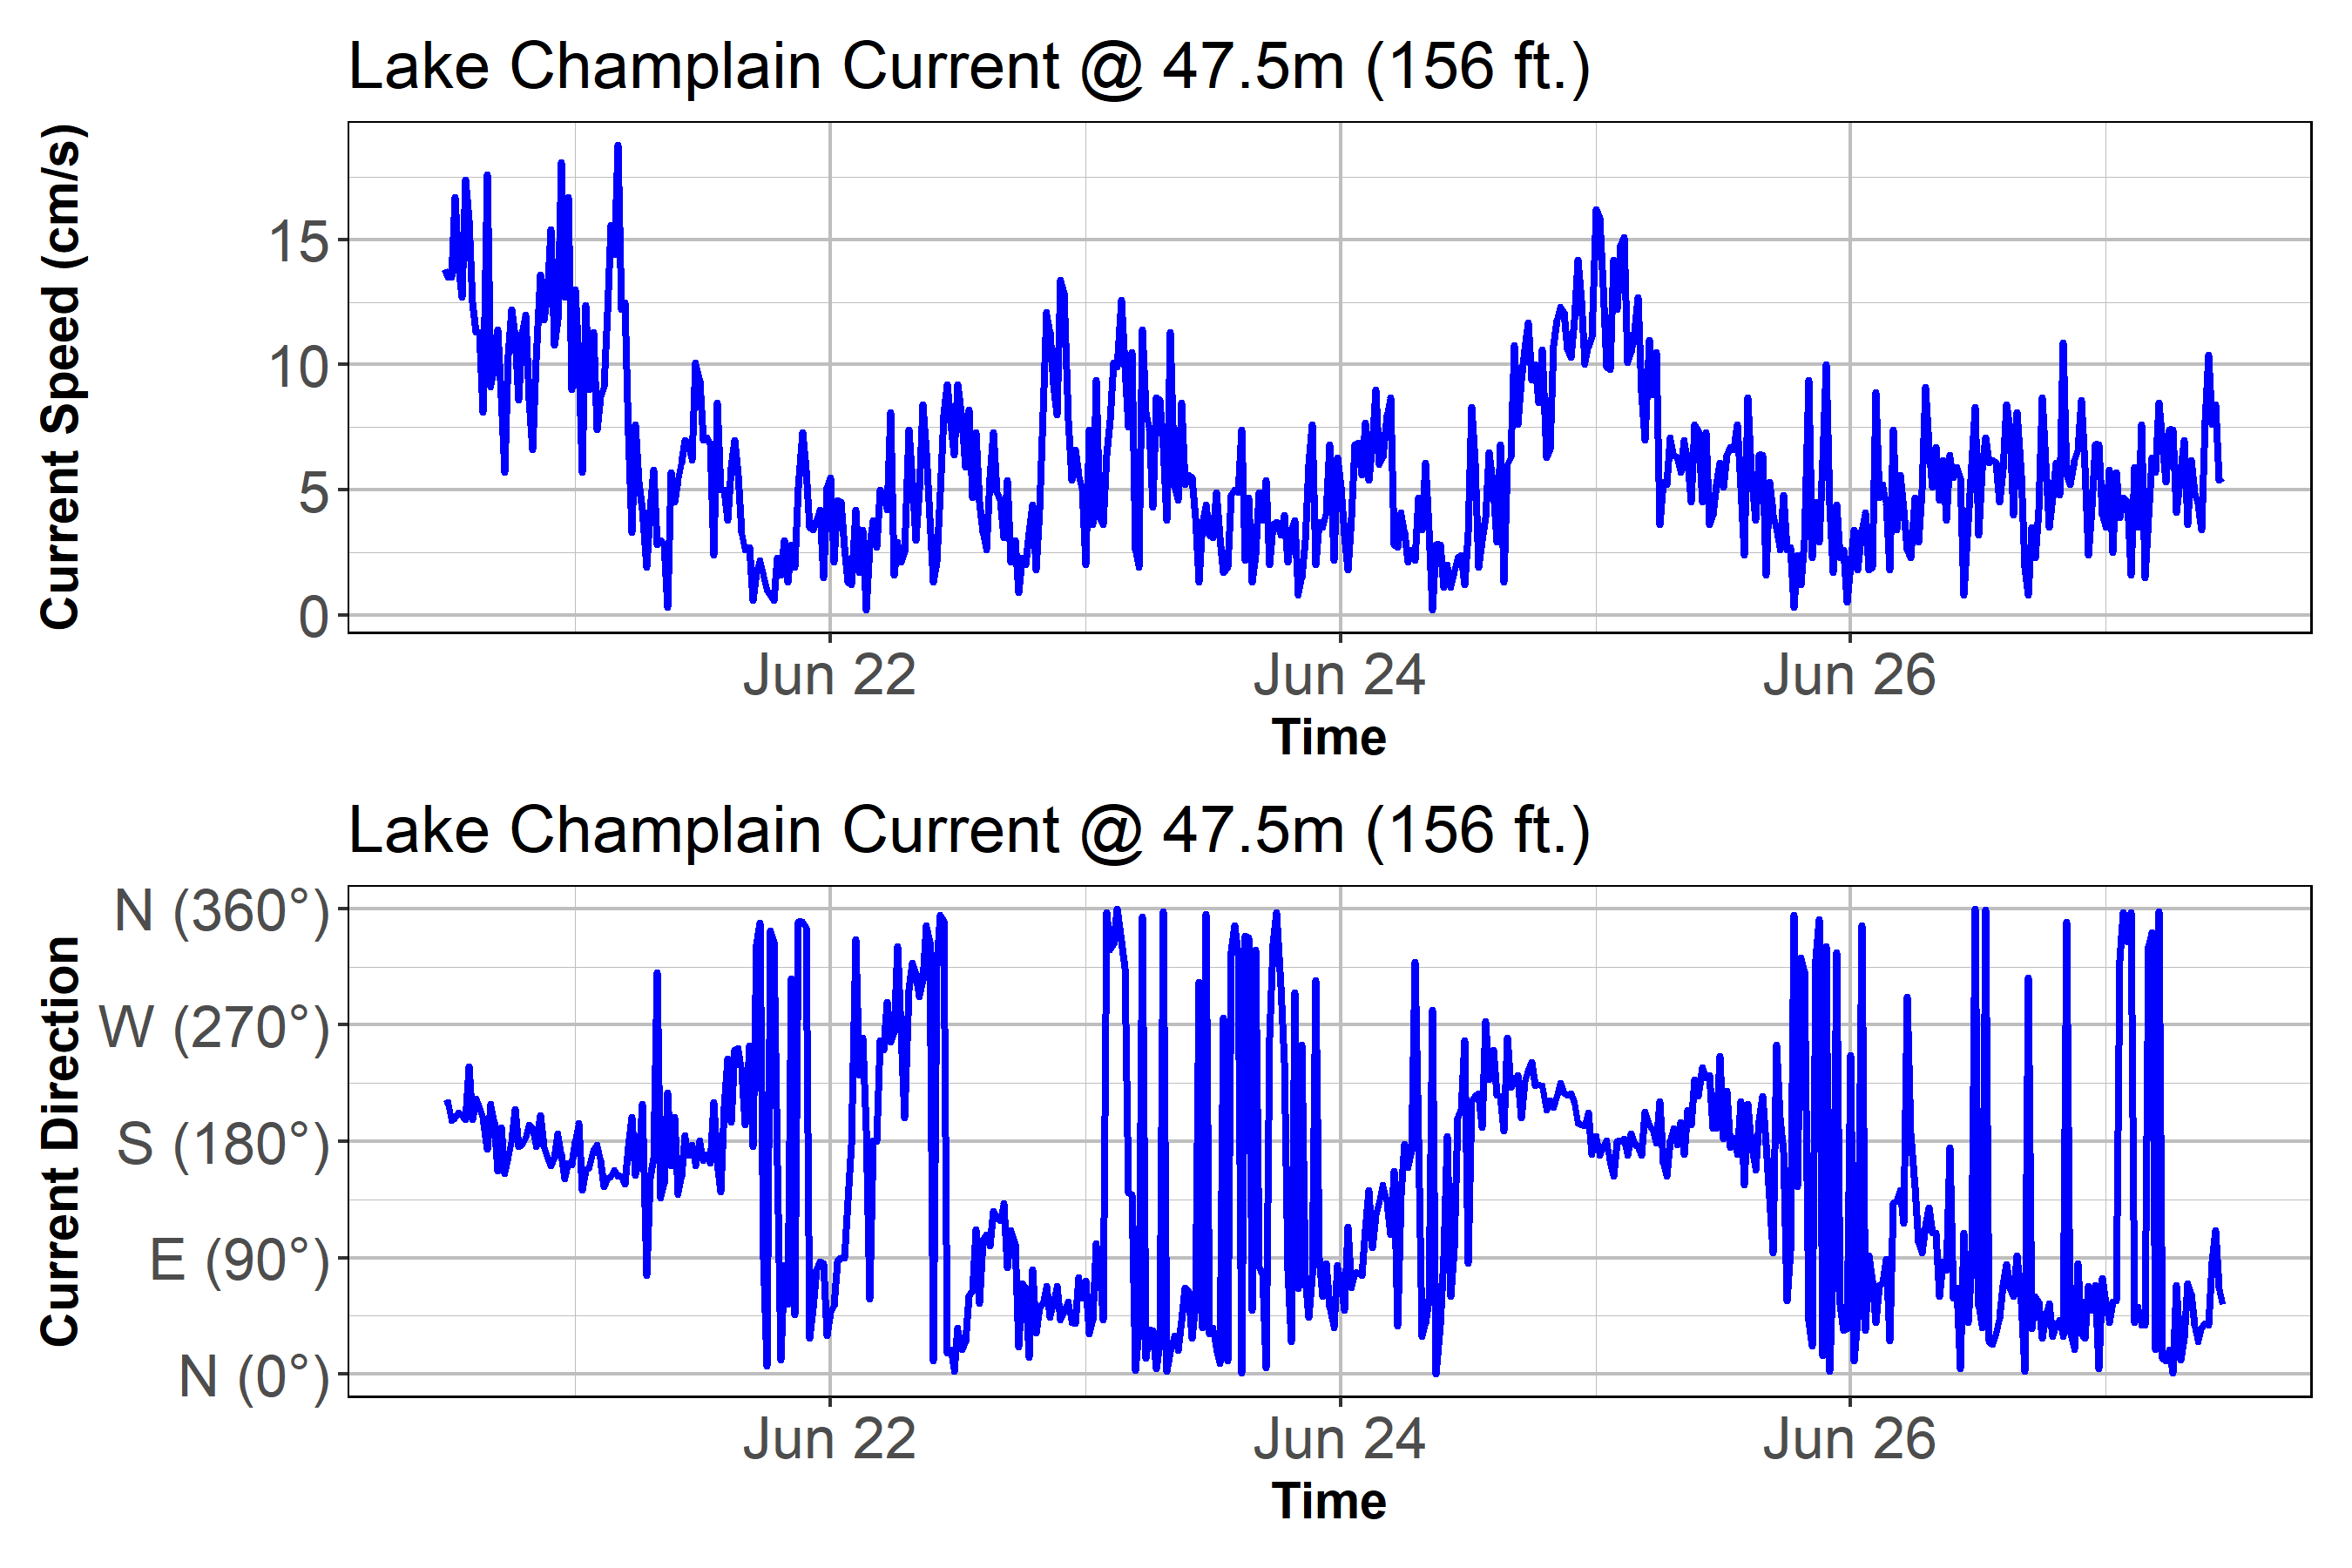 Lake Champlain Current @ 47.5m (156 ft.)
Current Speed (cm/s)
15
10
5
0
Jun 22 Jun 24 Jun 26
Time
Lake Champlain Current @ 47.5m (156 ft.)
Current Direction
N (360°)
W (270°)
S (180°)
E (90°)
N (0°)
Jun 22 Jun 24 Jun 26
Time